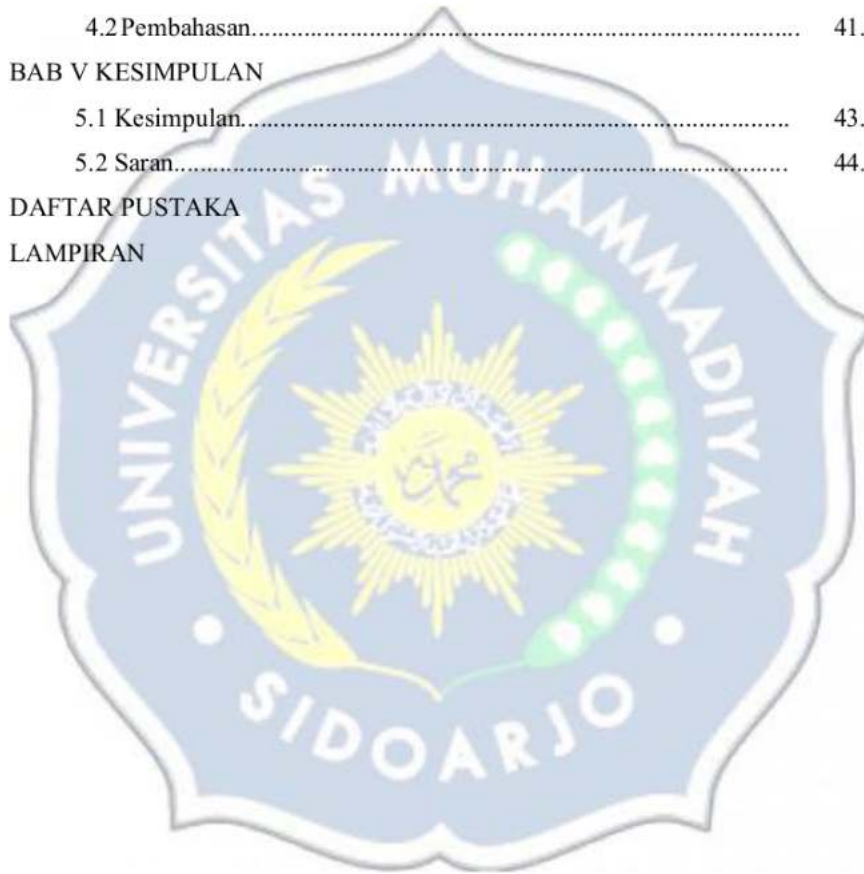 4.2 Pembahasan................................................................................... 41.
BAB V KESIMPULAN
5.1 Kesimpulan.................................................................................. 43.
5.2 Saran............................................................................................ 44.
DAFTAR PUSTAKA
LAMPIRAN
UNIVERSITAS MUHAMMADIYAH
SIDOARJO
محمد